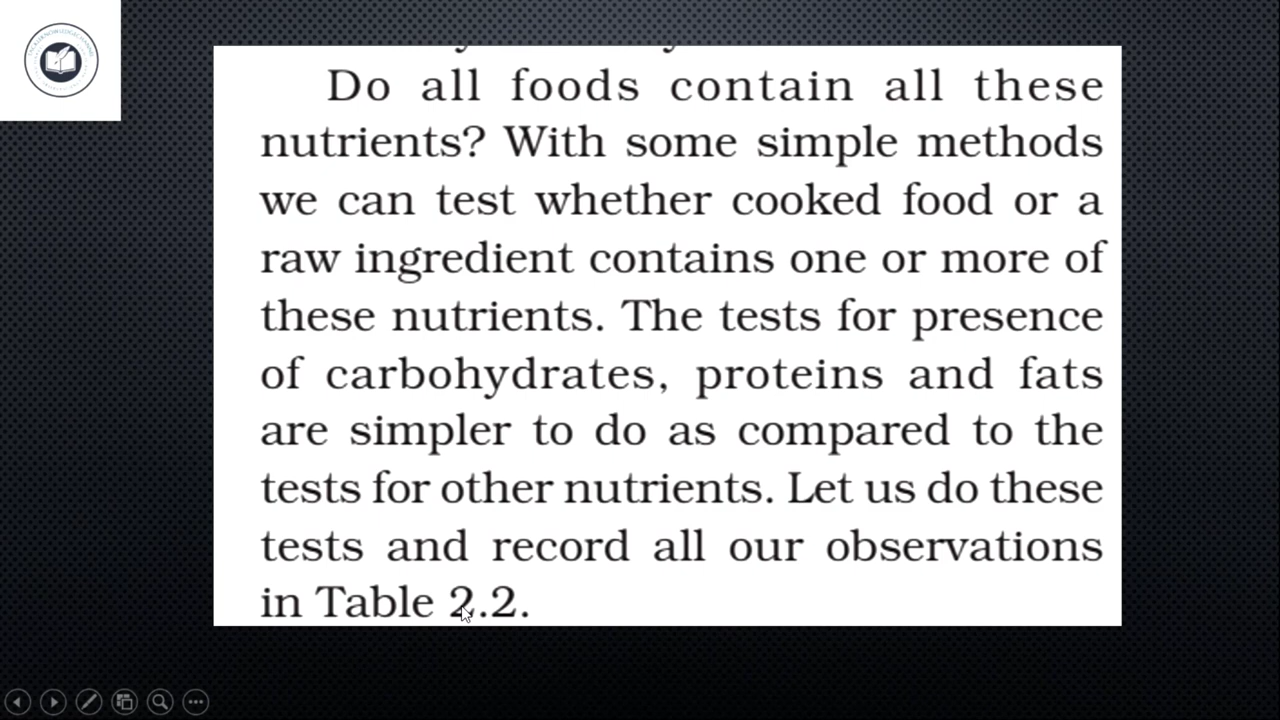 Do all foods contain all these
nutrients? With some simple methods
we can test whether cooked food or a
raw ingredient contains one or more of
these nutrients. The tests for presence
of carbohydrates, proteins and fats
are simpler to do as compared to the
tests for other nutrients. Let us do these
tests and record all our observations
in Table 2.2.